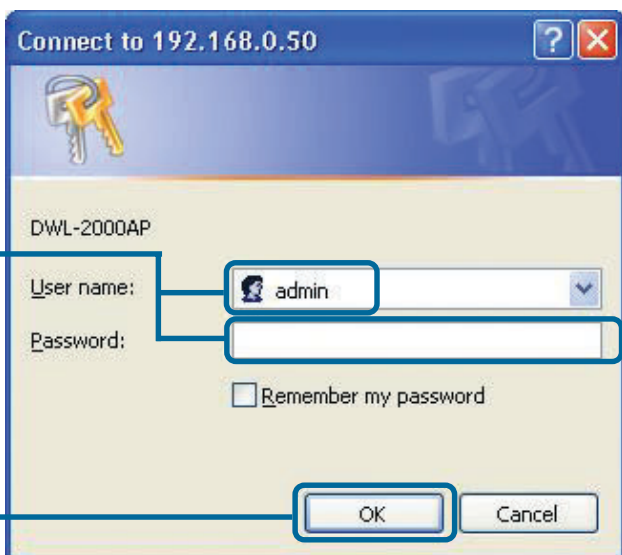 Connect to 192.168.0.50
DWL-2000AP
User name:
admin
Password:
Remember my password
OK
Cancel